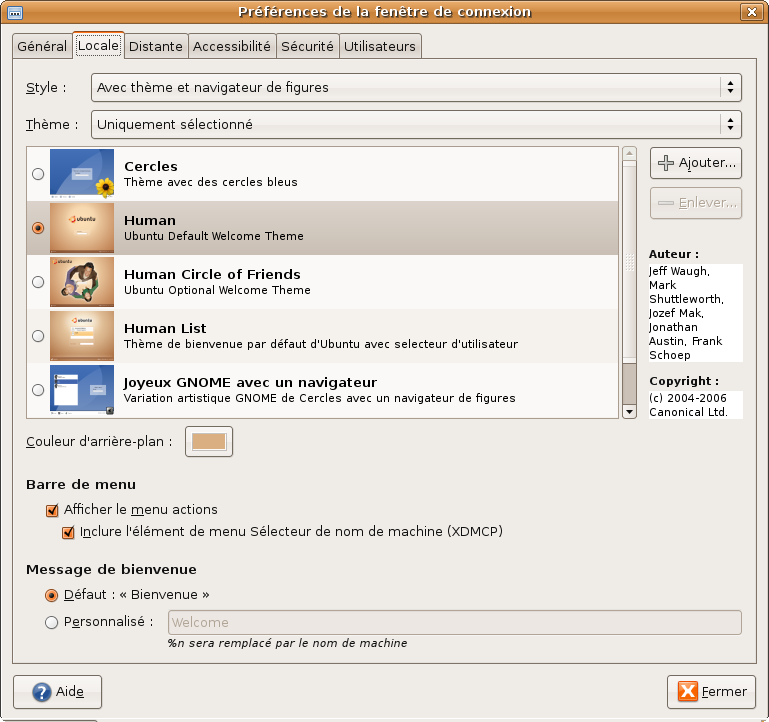 Préférences de la fenêtre de connexion
Général Locale Distante Accessibilité Sécurité Utilisateurs
Style : Avec thème et navigateur de figures
Thème : Uniquement sélectionné
Cercles
Thème avec des cercles bleus
ubuntu
Human
Ubuntu Default Welcome Theme
ubuntu
Human Circle of Friends
Ubuntu Optional Welcome Theme
ubuntu
Human List
Thème de bienvenue par défaut d'Ubuntu avec selecteur d'utilisateur
Joyeux GNOME avec un navigateur
Variation artistique GNOME de Cercles avec un navigateur de figures
Ajouter...
Enlever...
Auteur :
Jeff Waugh,
Mark
Shuttleworth,
Jozef Mak,
Jonathan
Austin, Frank
Schoep
Copyright :
(c) 2004-2006
Canonical Ltd.
Couleur d'arrière-plan :
Barre de menu
Afficher le menu actions
Inclure l'élément de menu Sélecteur de nom de machine (XDMCP)
Message de bienvenue
Défaut : « Bienvenue »
Personnalisé : Welcome
%n sera remplacé par le nom de machine
Aide Fermer